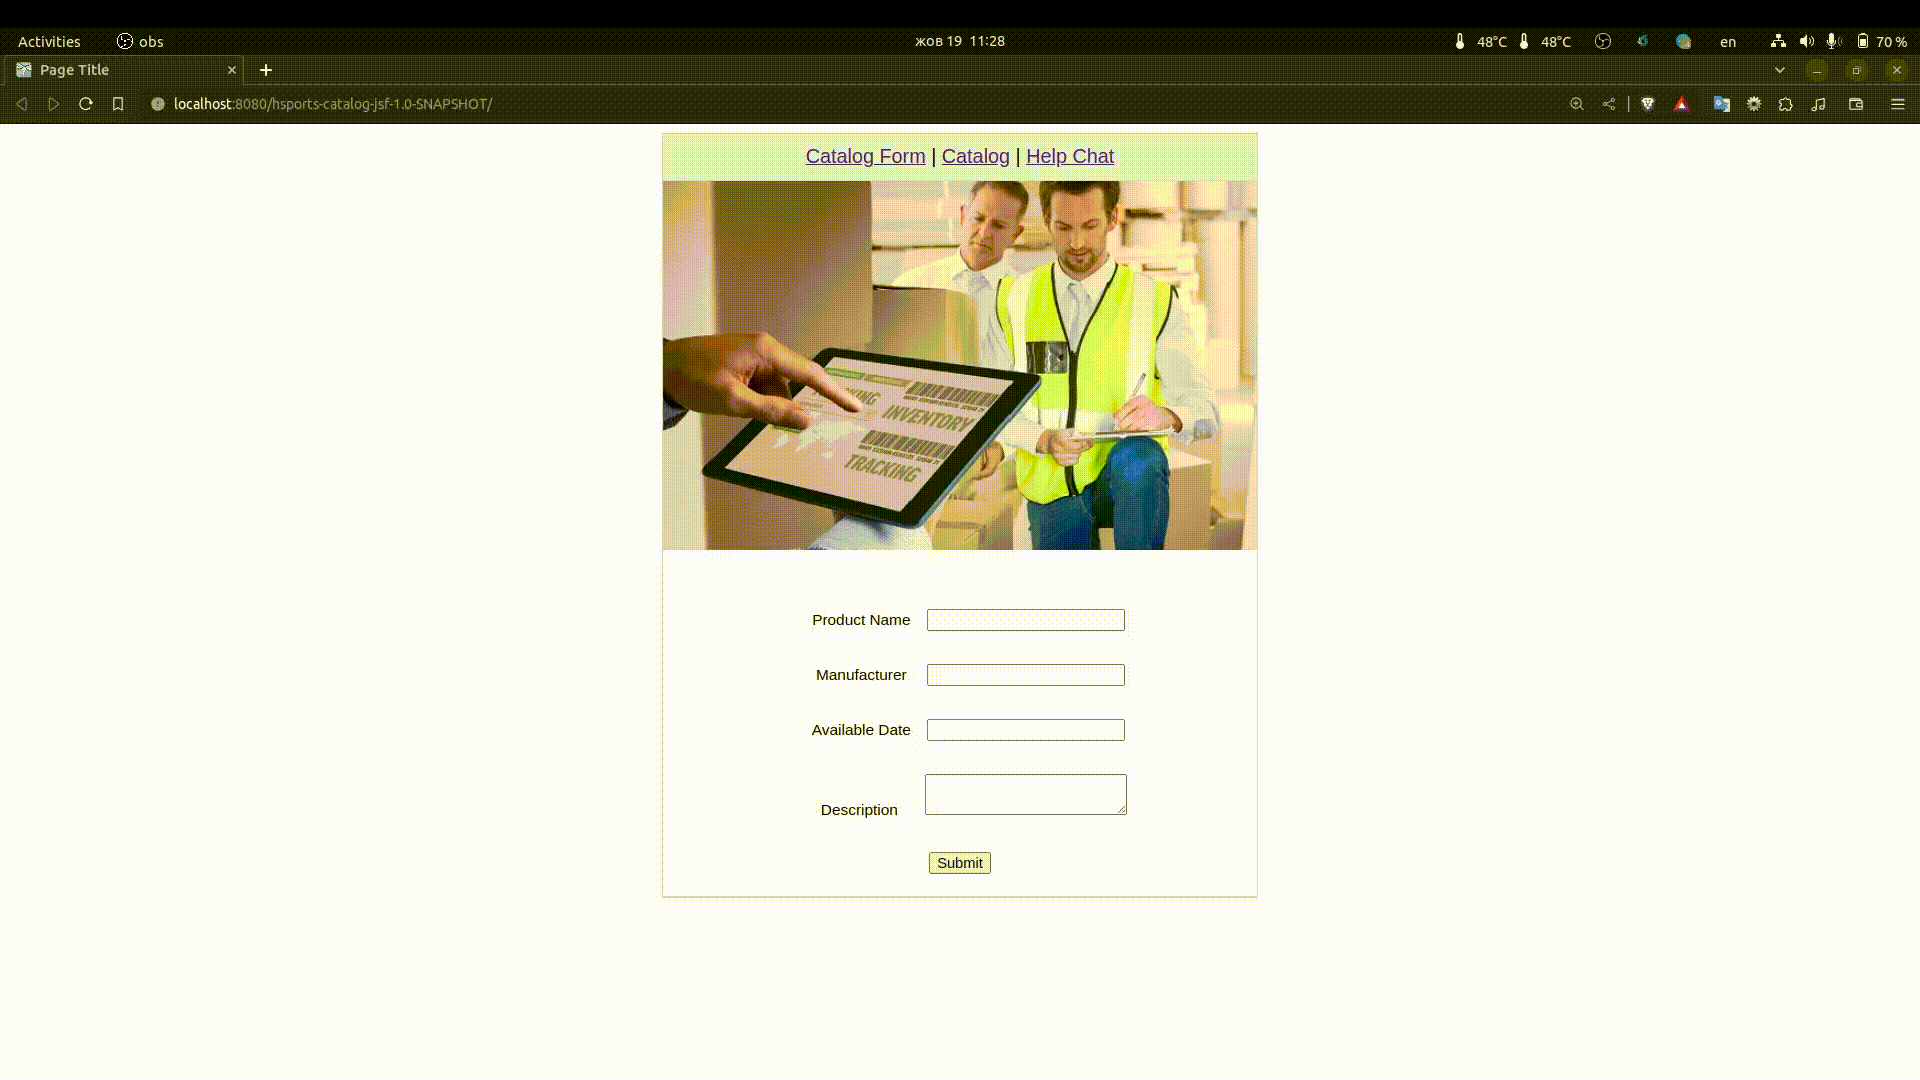 Activities obs жов 19 11:28 48°C 48°C en 70 %
Page Title
localhost:8080/hsports-catalog-jsf-1.0-SNAPSHOT/
Catalog Form | Catalog | Help Chat
INVENTORY
TRACKING
Product Name
Manufacturer
Available Date
Description
Submit